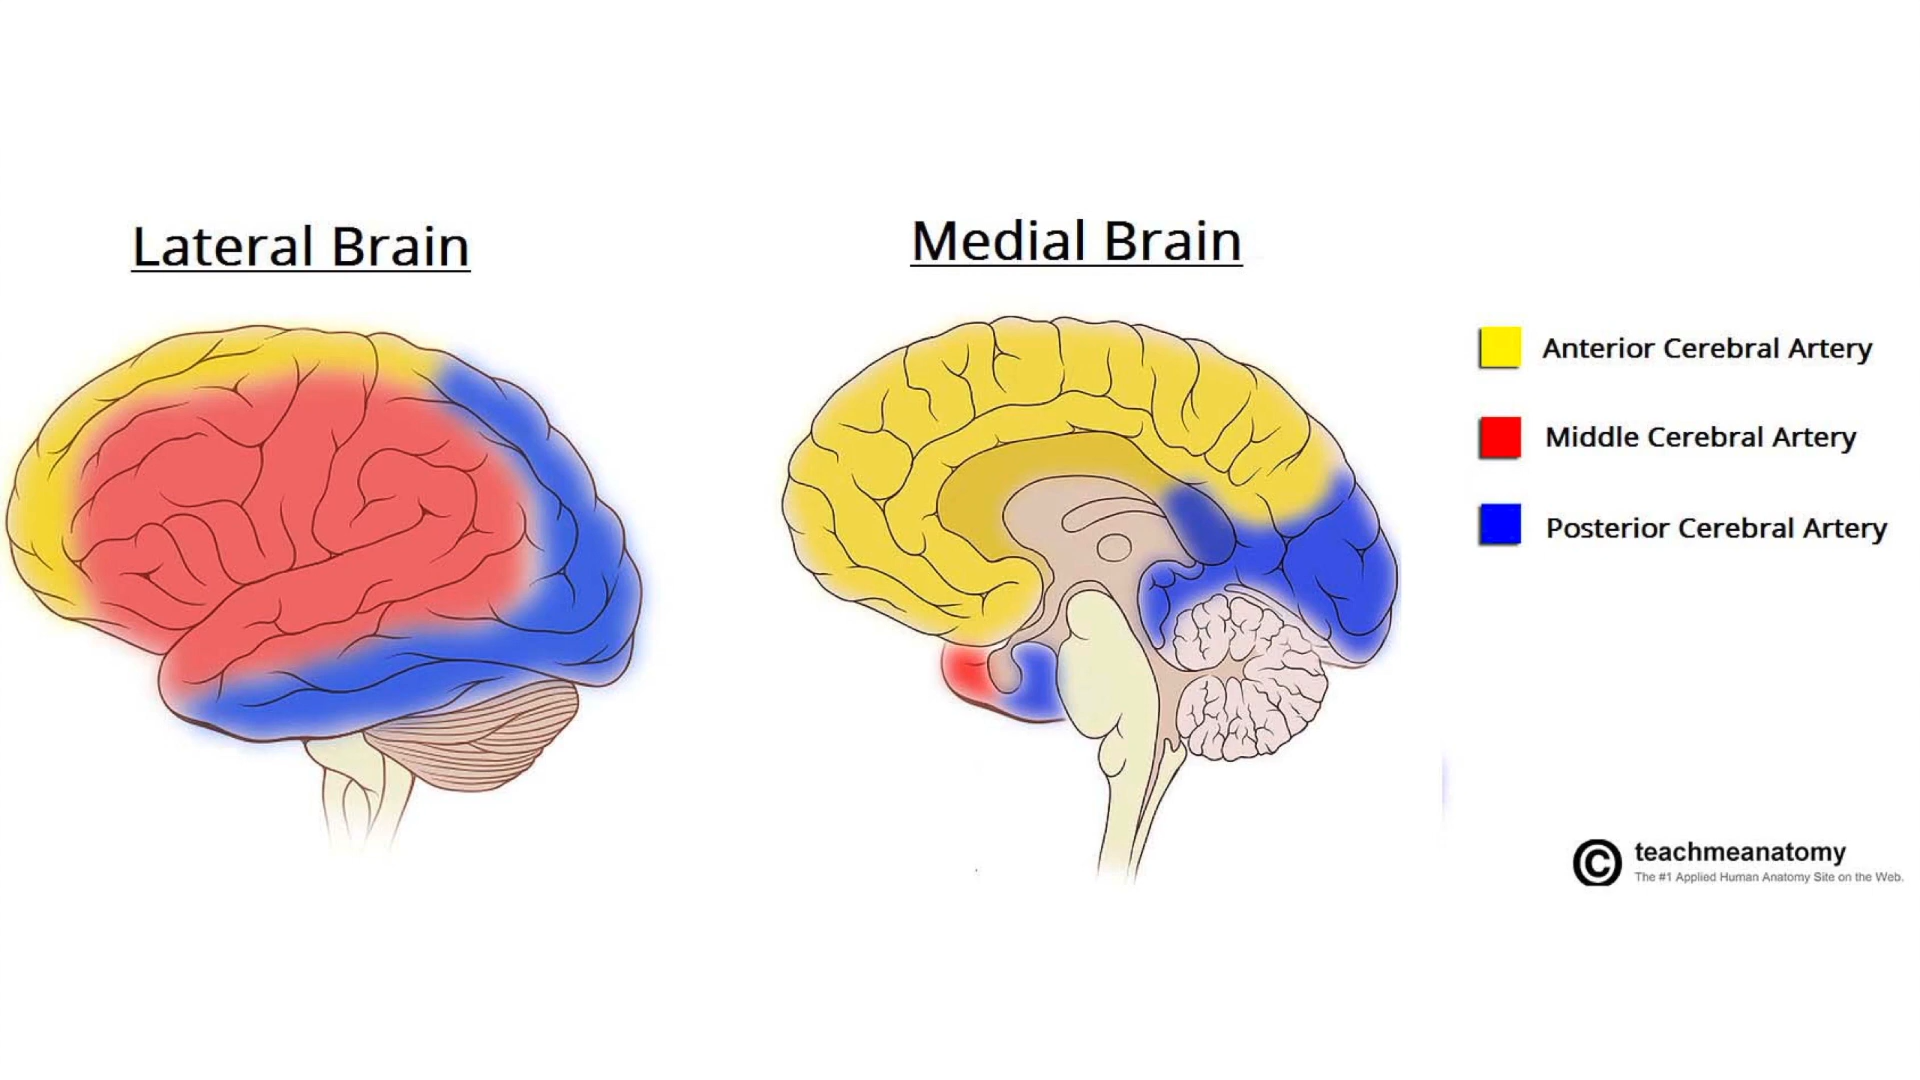 Lateral Brain
Medial Brain
Anterior Cerebral Artery
Middle Cerebral Artery
Posterior Cerebral Artery
© teachmeanatomy
The #1 Applied Human Anatomy Site on the Web.